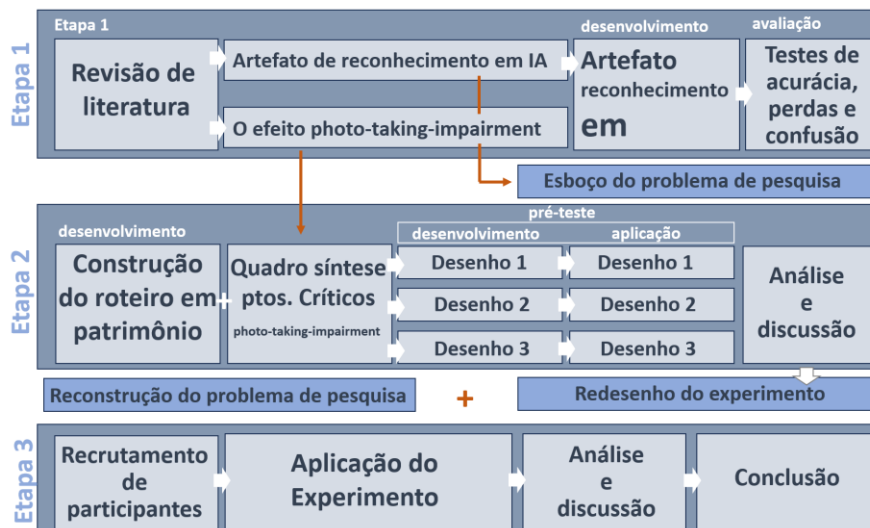 Etapa 1
Etapa 1
Revisão de
literatura
Artefato de reconhecimento em IA
O efeito photo-taking-impairment
desenvolvimento
Artefato
reconhecimento
em
avaliação
Testes de
acurácia,
perdas e
confusão
Esboço do problema de pesquisa
Etapa 2
desenvolvimento
Construção
do roteiro em
patrimônio
+
Quadro síntese
ptos. Críticos
photo-taking-impairment
pré-teste
desenvolvimento
aplicação
Desenho 1
Desenho 1
Desenho 2
Desenho 2
Desenho 3
Desenho 3
Análise
e
discussão
Reconstrução do problema de pesquisa
+
Redesenho do experimento
Etapa 3
Recrutamento
de
participantes
Aplicação do
Experimento
Análise
e
discussão
Conclusão